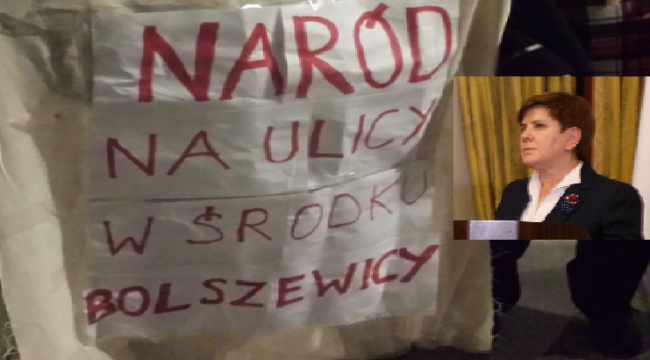 NARÓD
NA ULICY
W ŚRODKU
BOLSZEWICY